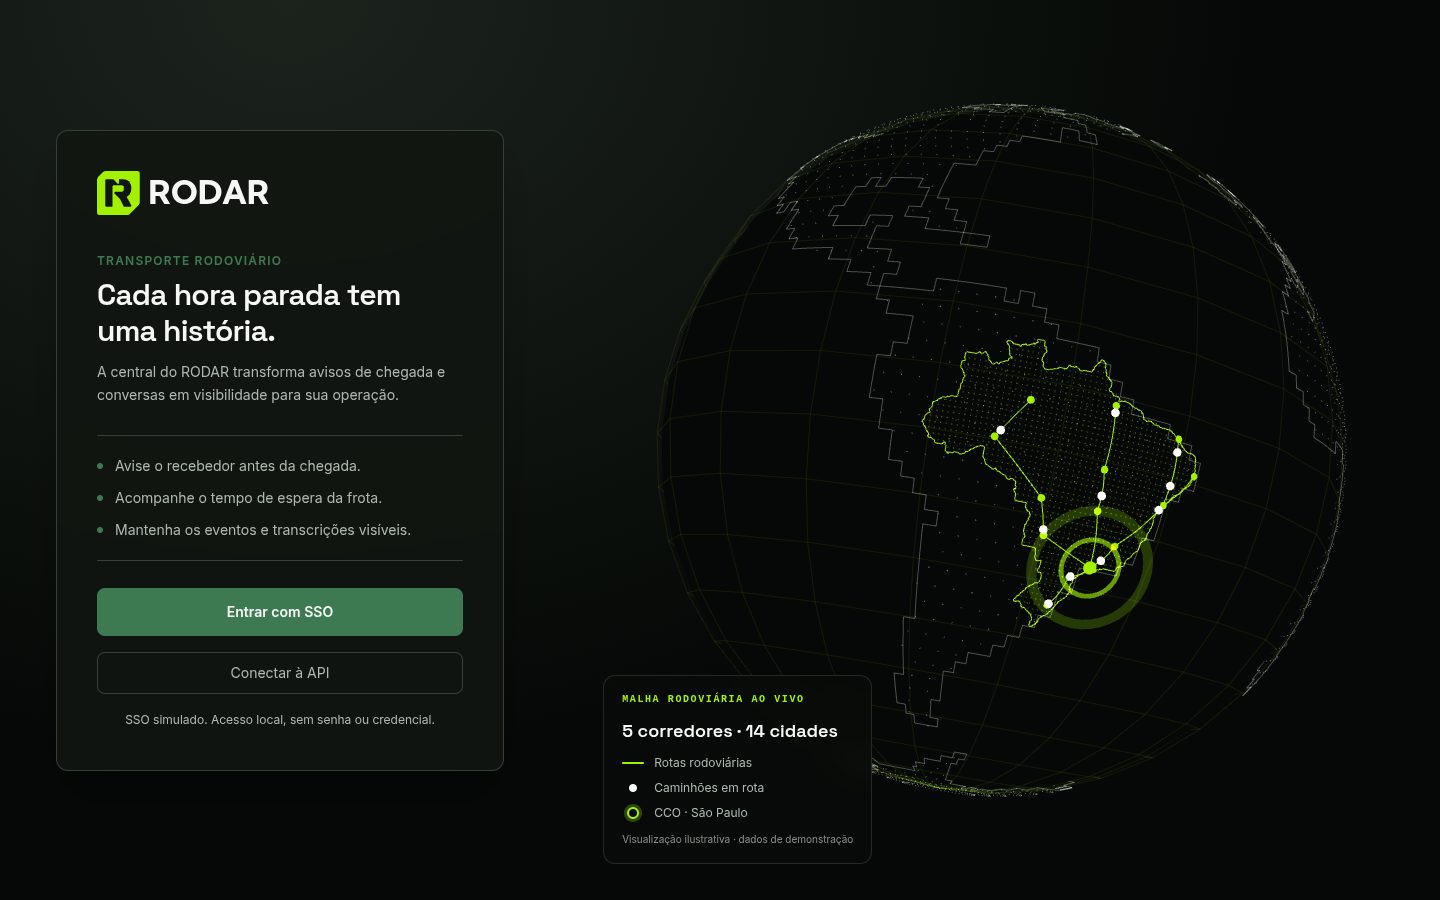 RODAR
TRANSPORTE RODOVIÁRIO
Cada hora parada tem
uma história.
A central do RODAR transforma avisos de chegada e
conversas em visibilidade para sua operação.
Avise o recebedor antes da chegada.
Acompanhe o tempo de espera da frota.
Mantenha os eventos e transcrições visíveis.
Entrar com SSO
Conectar à API
SSO simulado. Acesso local, sem senha ou credencial.
MALHA RODOVIÁRIA AO VIVO
5 corredores · 14 cidades
Rotas rodoviárias
Caminhões em rota
CCO · São Paulo
Visualização ilustrativa · dados de demonstração